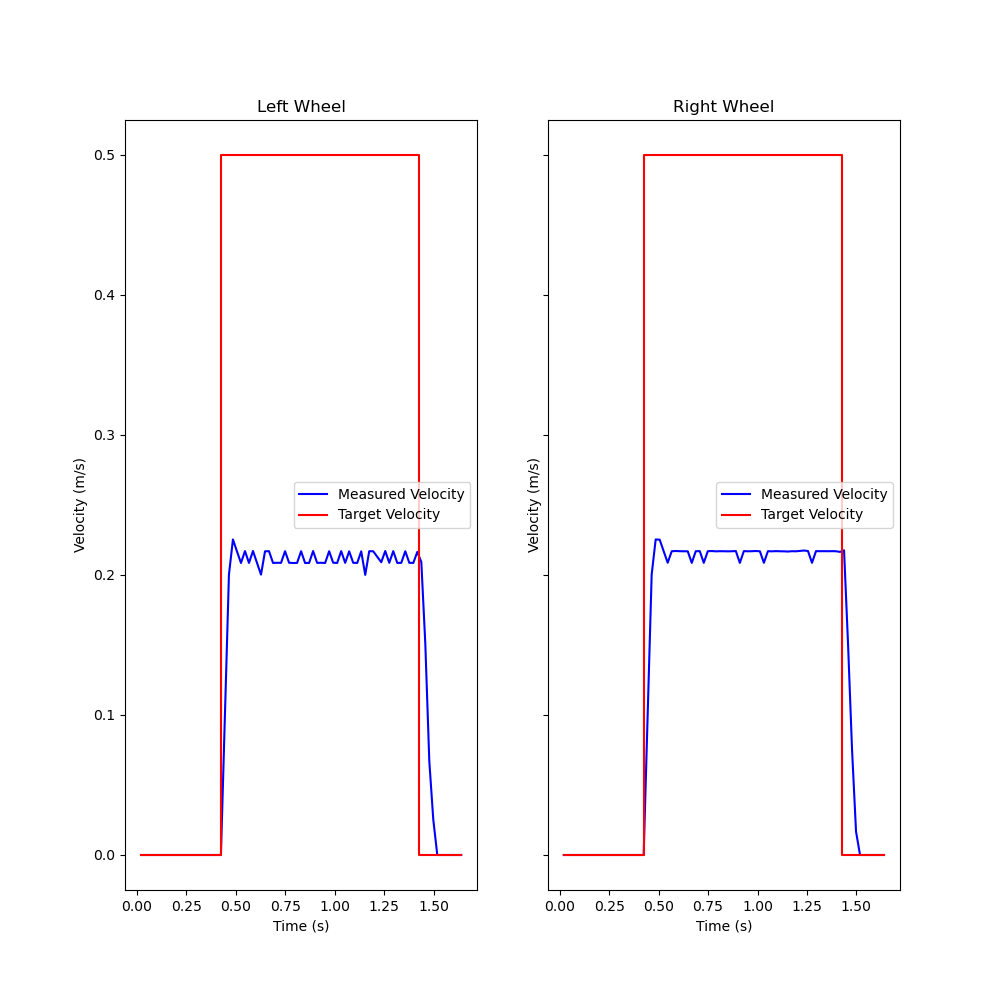 Left Wheel
0.5
0.4
0.3
0.2
0.1
0.0
Velocity (m/s)
Measured Velocity
Target Velocity
0.00 0.25 0.50 0.75 1.00 1.25 1.50
Time (s)
Right Wheel
Velocity (m/s)
Measured Velocity
Target Velocity
0.00 0.25 0.50 0.75 1.00 1.25 1.50
Time (s)